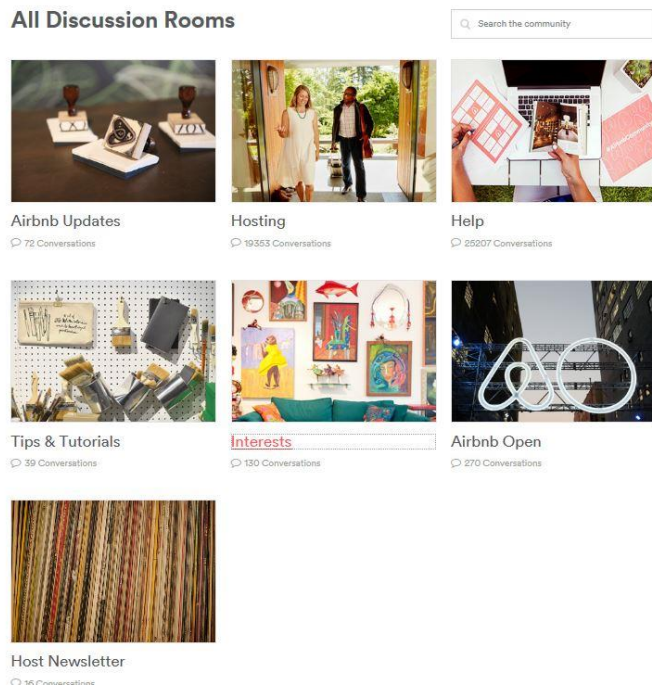 All Discussion Rooms
Search the community
Airbnb Updates
72 Conversations
Hosting
19353 Conversations
Help
25207 Conversations
Tips & Tutorials
39 Conversations
Interests
130 Conversations
Airbnb Open
270 Conversations
Host Newsletter
16 Conversations